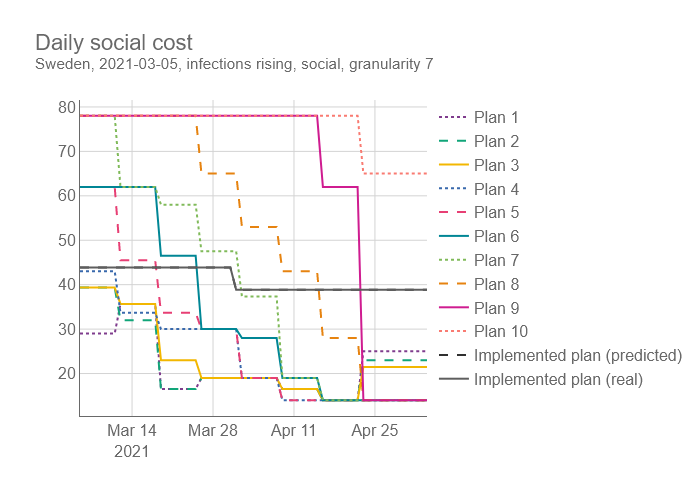 Daily social cost
Sweden, 2021-03-05, infections rising, social, granularity 7
80
70
60
50
40
30
20
Mar 14
2021
Mar 28
Apr 11
Apr 25
Plan 1
Plan 2
Plan 3
Plan 4
Plan 5
Plan 6
Plan 7
Plan 8
Plan 9
Plan 10
Implemented plan (predicted)
Implemented plan (real)